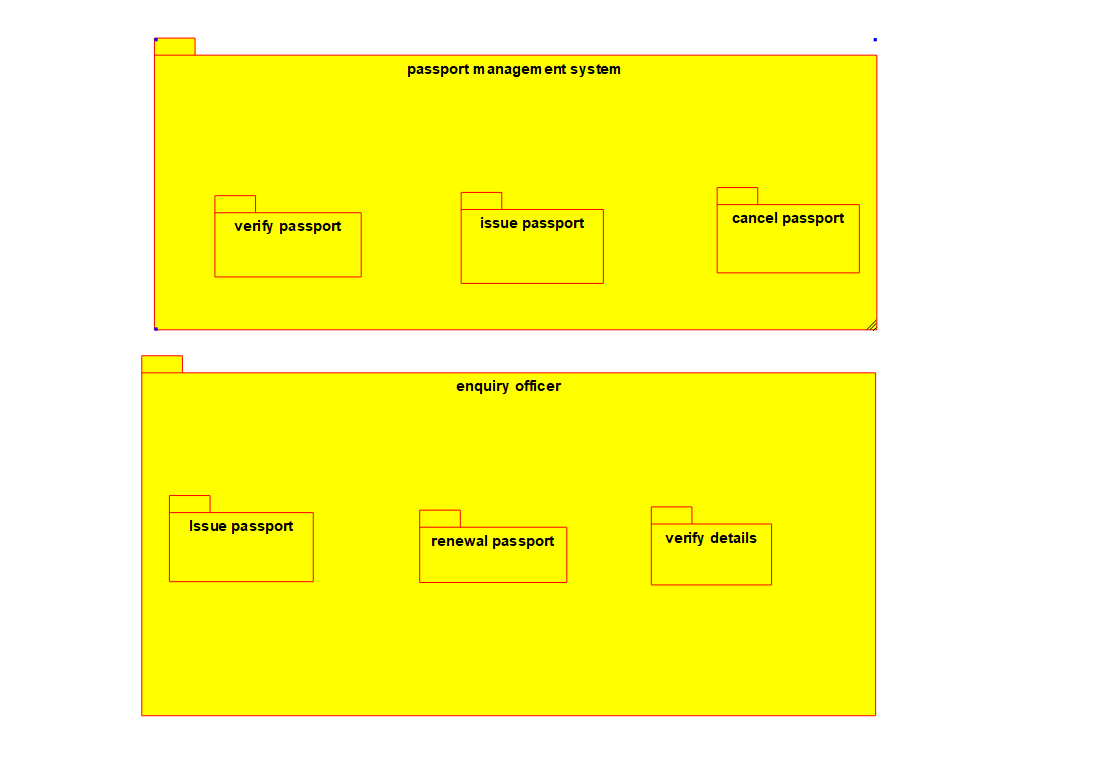 passport management system
verify passport
issue passport
cancel passport
enquiry officer
Issue passport
renewal passport
verify details